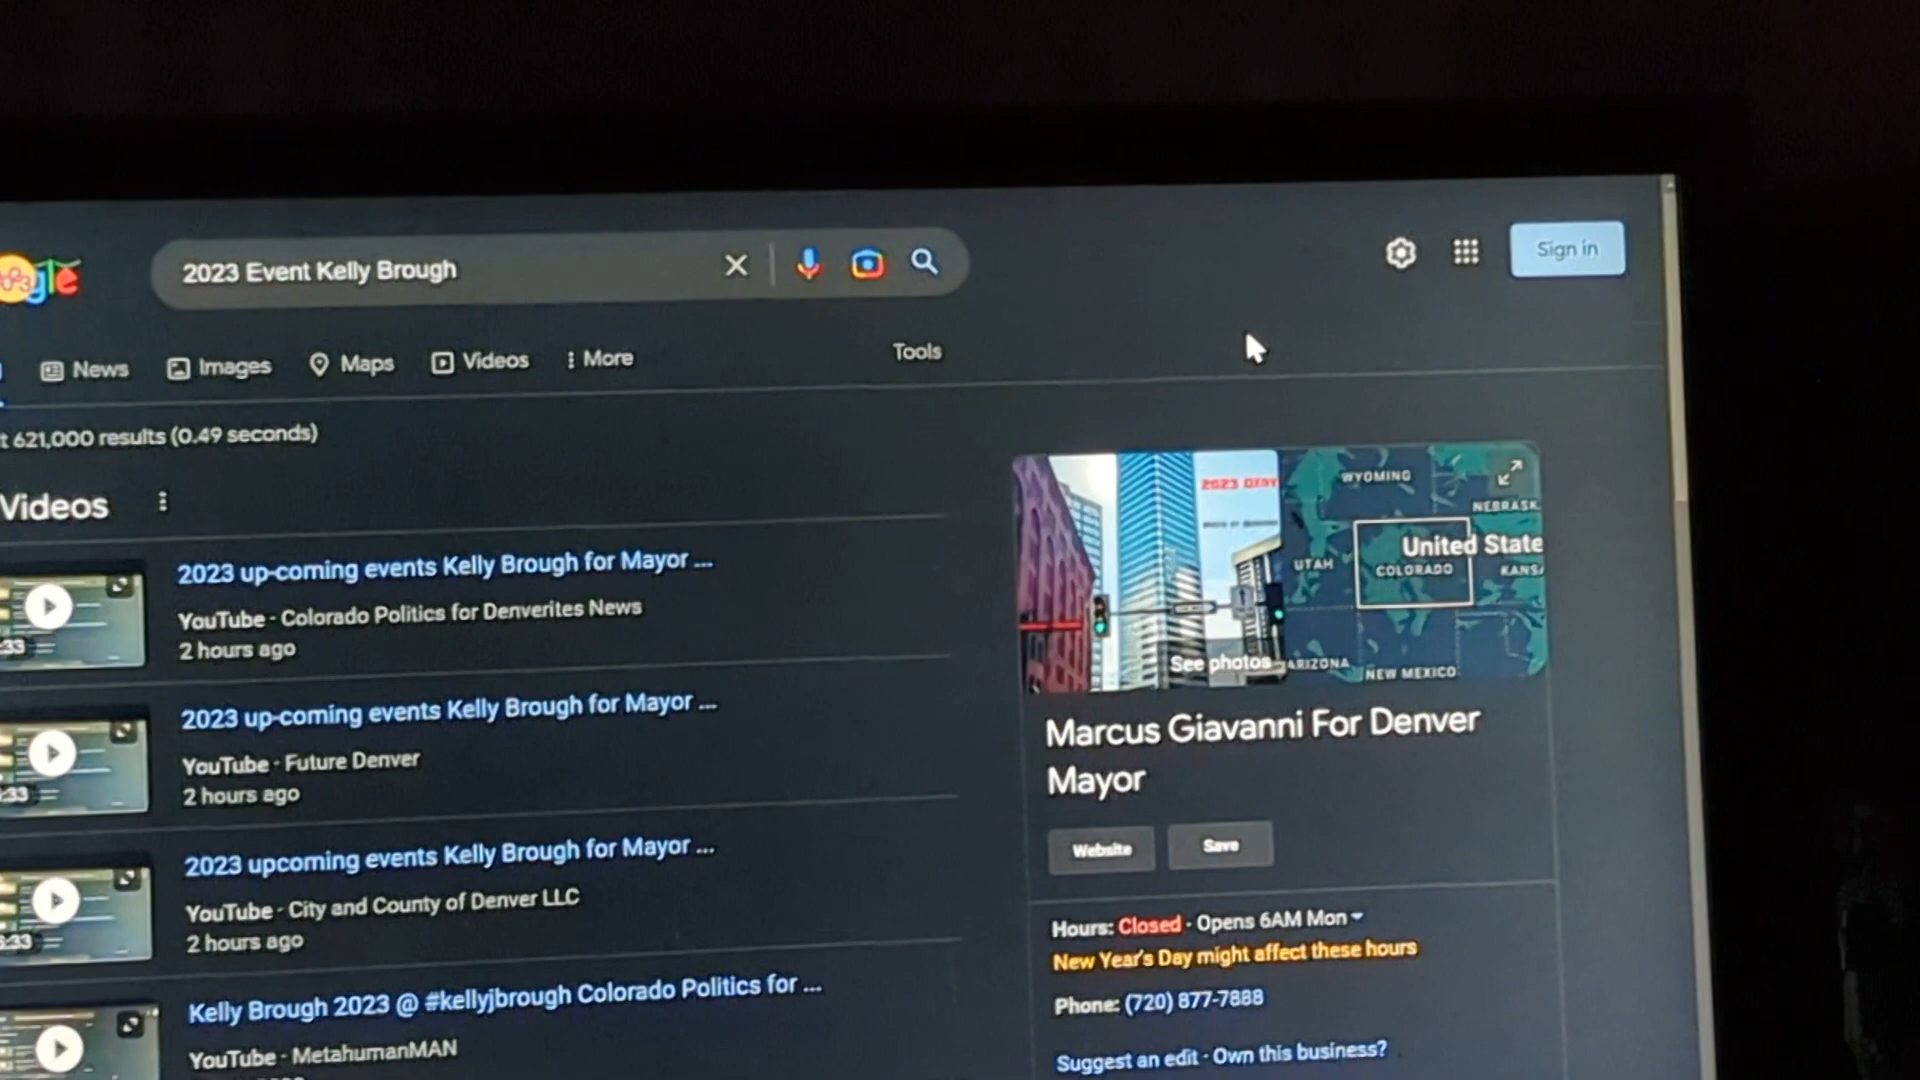 2023 Event Kelly Brough
Sign in
News
Images
Maps
Videos
More
Tools
621,000 results (0.49 seconds)
Videos
2023 up-coming events Kelly Brough for Mayor ...
YouTube · Colorado Politics for Denverites News
2 hours ago
2023 up-coming events Kelly Brough for Mayor ...
YouTube · Future Denver
2 hours ago
2023 upcoming events Kelly Brough for Mayor ...
YouTube · City and County of Denver LLC
2 hours ago
Kelly Brough 2023 @ #kellyjbrough Colorado Politics for ...
YouTube · MetahumanMAN
See photos
WYOMING
NEBRASK
United State
UTAH
COLORADO
KANSA
ARIZONA
NEW MEXICO
Marcus Giavanni For Denver
Mayor
Website
Save
Hours: Closed · Opens 6AM Mon
New Year's Day might affect these hours
Phone: (720) 877-7888
Suggest an edit · Own this business?